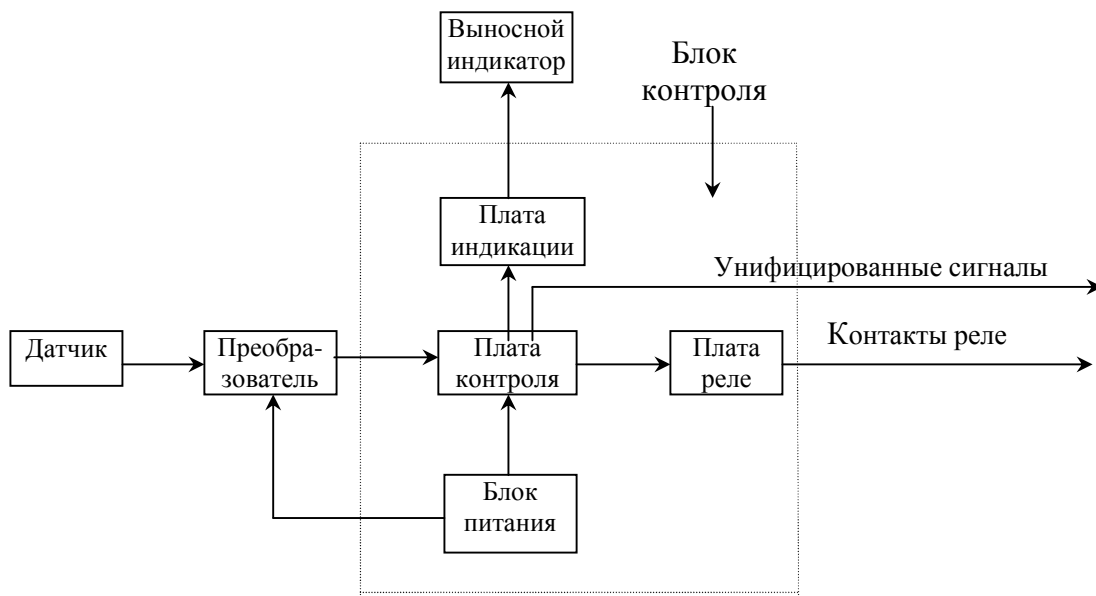 Выносной
индикатор
Блок
контроля
Плата
индикации
Унифицированные сигналы
Датчик
Преобра-
зователь
Плата
контроля
Плата
реле
Контакты реле
Блок
питания